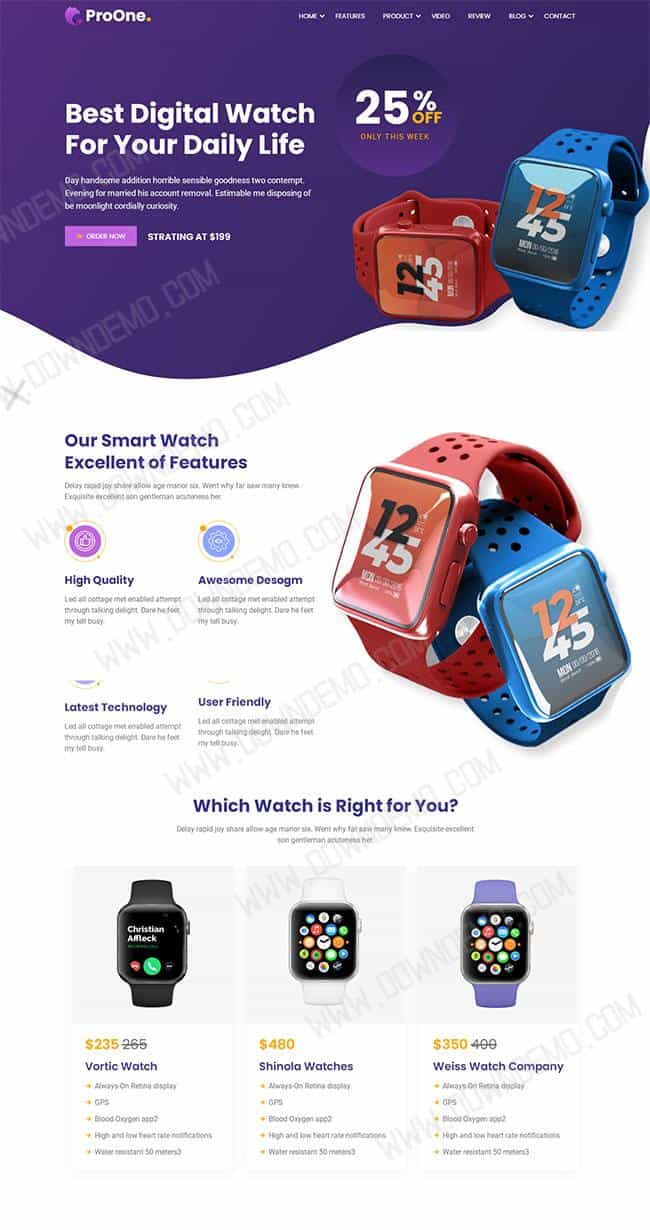 ProOne.
HOME
FEATURES
PRODUCT
VIDEO
REVIEW
BLOG
CONTACT
Best Digital Watch
For Your Daily Life
Day handsome addition horrible sensible goodness two contempt.
Evening for married his account removal. Estimable me disposing of
be moonlight cordially curiosity.
ORDER NOW
STRATING AT $199
25% OFF
ONLY THIS WEEK
12
45
12
45
Our Smart Watch
Excellent of Features
Delay rapid joy share allow age manor six. Went why far saw many knew.
Exquisite excellent son gentleman acuteness her.
High Quality
Led all cottage met enabled attempt
through talking delight. Dare he feet
my tell busy.
Awesome Desogm
Led all cottage met enabled attempt
through talking delight. Dare he feet
my tell busy.
Latest Technology
Led all cottage met enabled attempt
through talking delight. Dare he feet
my tell busy.
User Friendly
Led all cottage met enabled attempt
through talking delight. Dare he feet
my tell busy.
12
45
12
45
Which Watch is Right for You?
Delay rapid joy share allow age manor six. Went why far saw many knew. Exquisite excellent
son gentleman acuteness her.
Christian
Affleck
$235 265
Vortic Watch
Always-On Retina display
GPS
Blood Oxygen app2
High and low heart rate notifications
Water resistant 50 meters3
$480
Shinola Watches
Always-On Retina display
GPS
Blood Oxygen app2
High and low heart rate notifications
Water resistant 50 meters3
$350 400
Weiss Watch Company
Always-On Retina display
GPS
Blood Oxygen app2
High and low heart rate notifications
Water resistant 50 meters3
WWW.DOWNDEMO.COM